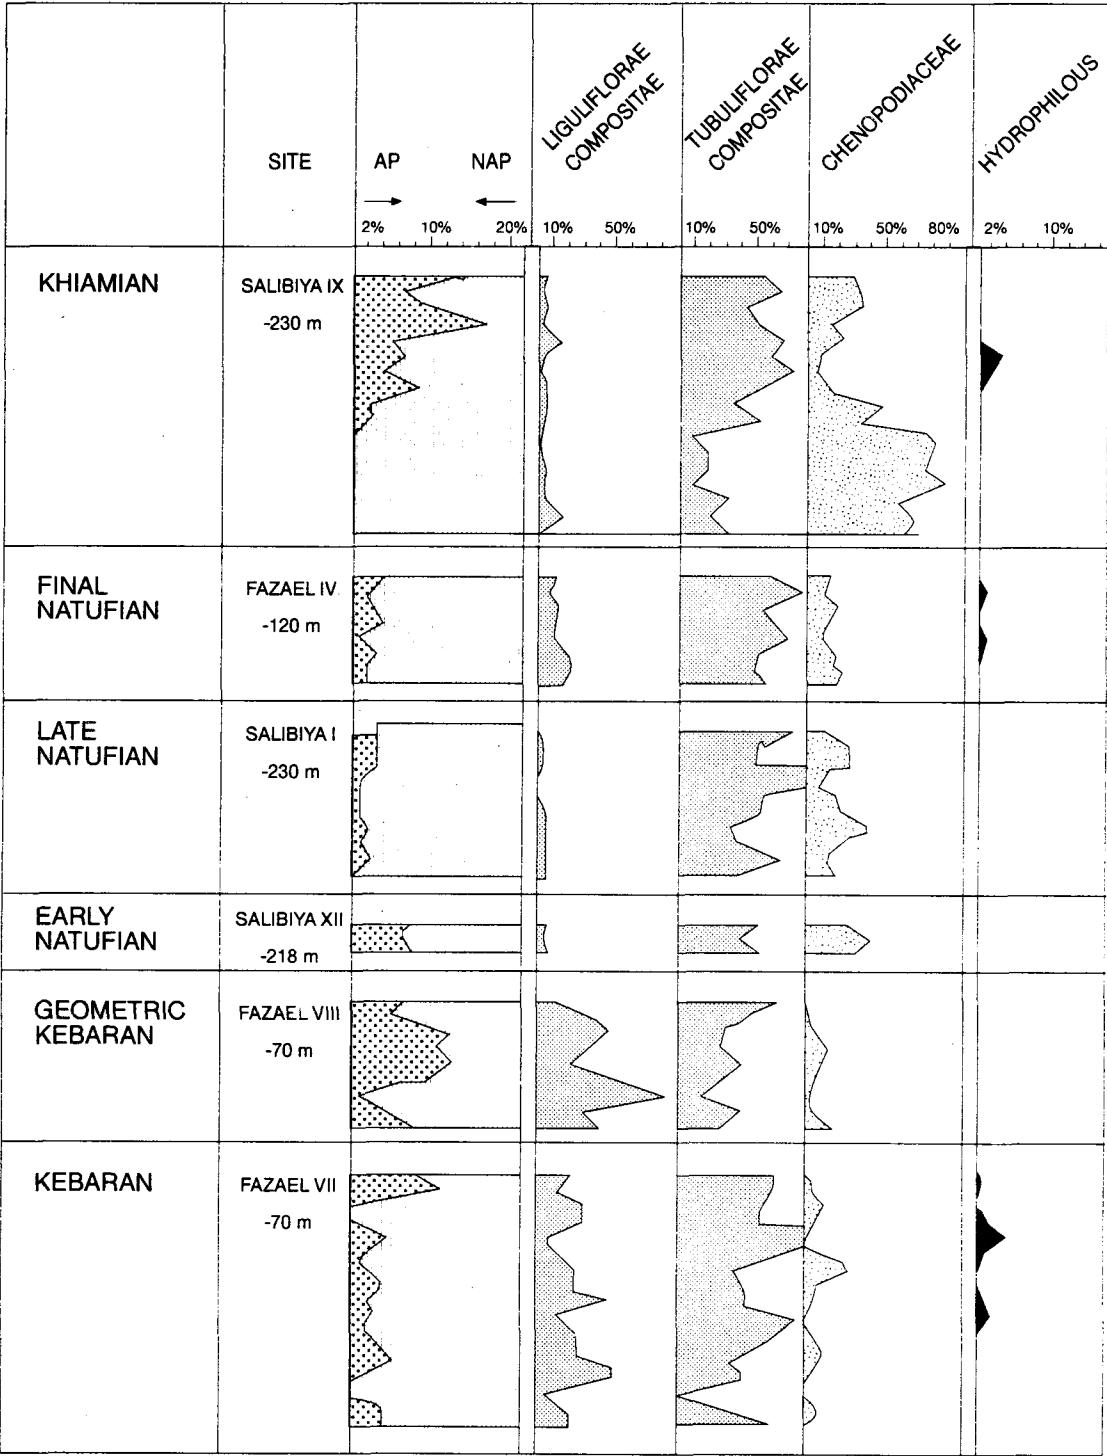 LIGULIFLORAE
COMPOSITAE
TUBULIFLORAE
COMPOSITAE
CHENOPODIACEAE
HYDROPHILOUS
SITE AP NAP
2% 10% 20% 10% 50% 10% 50% 10% 50% 80% 2% 10%
KHIAMIAN SALIBIYA IX
-230 m
FINAL FAZAEL IV
NATUFIAN
-120 m
LATE SALIBIYA I
NATUFIAN
-230 m
EARLY SALIBIYA XII
NATUFIAN
-218 m
GEOMETRIC FAZAEL VIII
KEBARAN
-70 m
KEBARAN FAZAEL VII
-70 m